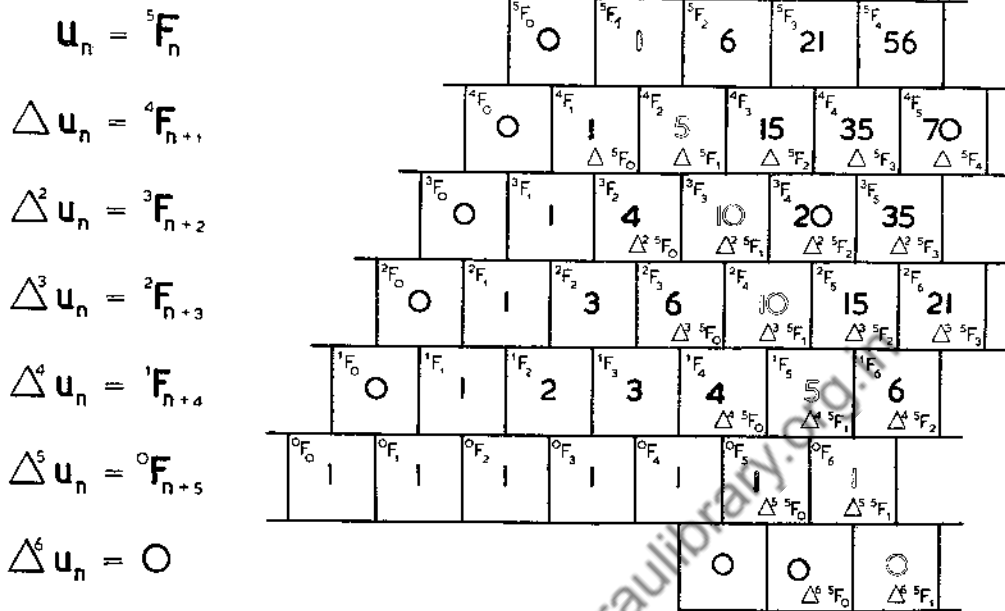 uₙ = ⁵Fₙ
⁵F₀ 0 ⁵F₁ 1 ⁵F₂ 6 ⁵F₃ 21 ⁵F₄ 56
△uₙ = ⁴Fₙ₊₁
⁴F₀ 0 ⁴F₁ 1 △⁵F₀ ⁴F₂ 5 △⁵F₁ ⁴F₃ 15 △⁵F₂ ⁴F₄ 35 △⁵F₃ ⁴F₅ 70 △⁵F₄
△²uₙ = ³Fₙ₊₂
³F₀ 0 ³F₁ 1 ³F₂ 4 △²⁵F₀ ³F₃ 10 △²⁵F₁ ³F₄ 20 △²⁵F₂ ³F₅ 35 △²⁵F₃
△³uₙ = ²Fₙ₊₃
²F₀ 0 ²F₁ 1 ²F₂ 3 ²F₃ 6 △³⁵F₀ ²F₄ 10 △³⁵F₁ ²F₅ 15 △³⁵F₂ ²F₆ 21 △³⁵F₃
△⁴uₙ = ¹Fₙ₊₄
¹F₀ 0 ¹F₁ 1 ¹F₂ 2 ¹F₃ 3 ¹F₄ 4 △⁴⁵F₀ ¹F₅ 5 △⁴⁵F₁ ¹F₆ 6 △⁴⁵F₂
△⁵uₙ = ⁰Fₙ₊₅
⁰F₀ 1 ⁰F₁ 1 ⁰F₂ 1 ⁰F₃ 1 ⁰F₄ 1 ⁰F₅ 1 △⁵⁵F₀ ⁰F₆ 1 △⁵⁵F₁
△⁶uₙ = 0
0 0 △⁶⁵F₀ 0 △⁶⁵F₁
raulibrary.org.in